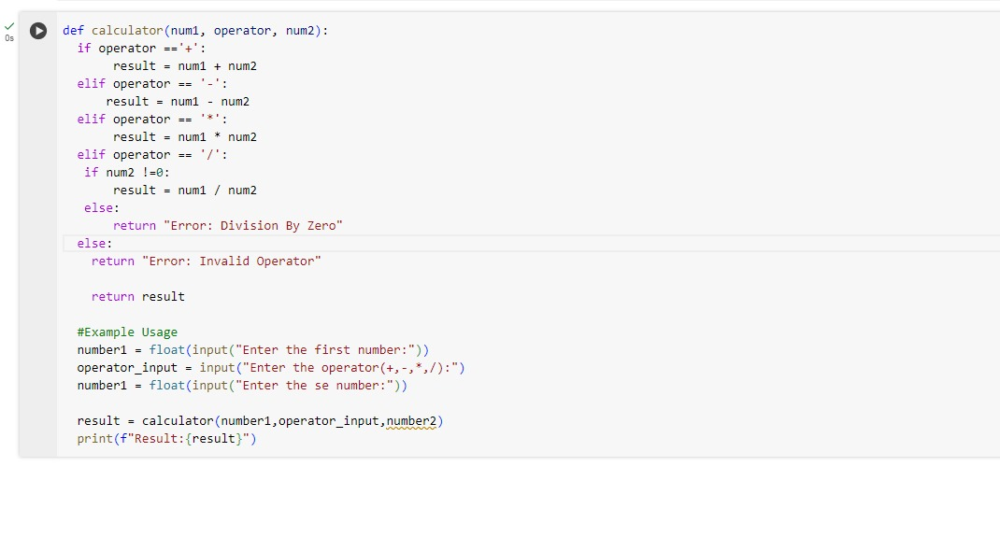 0s
def calculator(num1, operator, num2):
  if operator =='+':
       result = num1 + num2
  elif operator == '-':
      result = num1 - num2
  elif operator == '*':
       result = num1 * num2
  elif operator == '/':
   if num2 !=0:
       result = num1 / num2
   else:
       return "Error: Division By Zero"
  else:
    return "Error: Invalid Operator"

    return result

  #Example Usage
  number1 = float(input("Enter the first number:"))
  operator_input = input("Enter the operator(+,-,*,/):")
  number1 = float(input("Enter the se number:"))

  result = calculator(number1,operator_input,number2)
  print(f"Result:{result}")